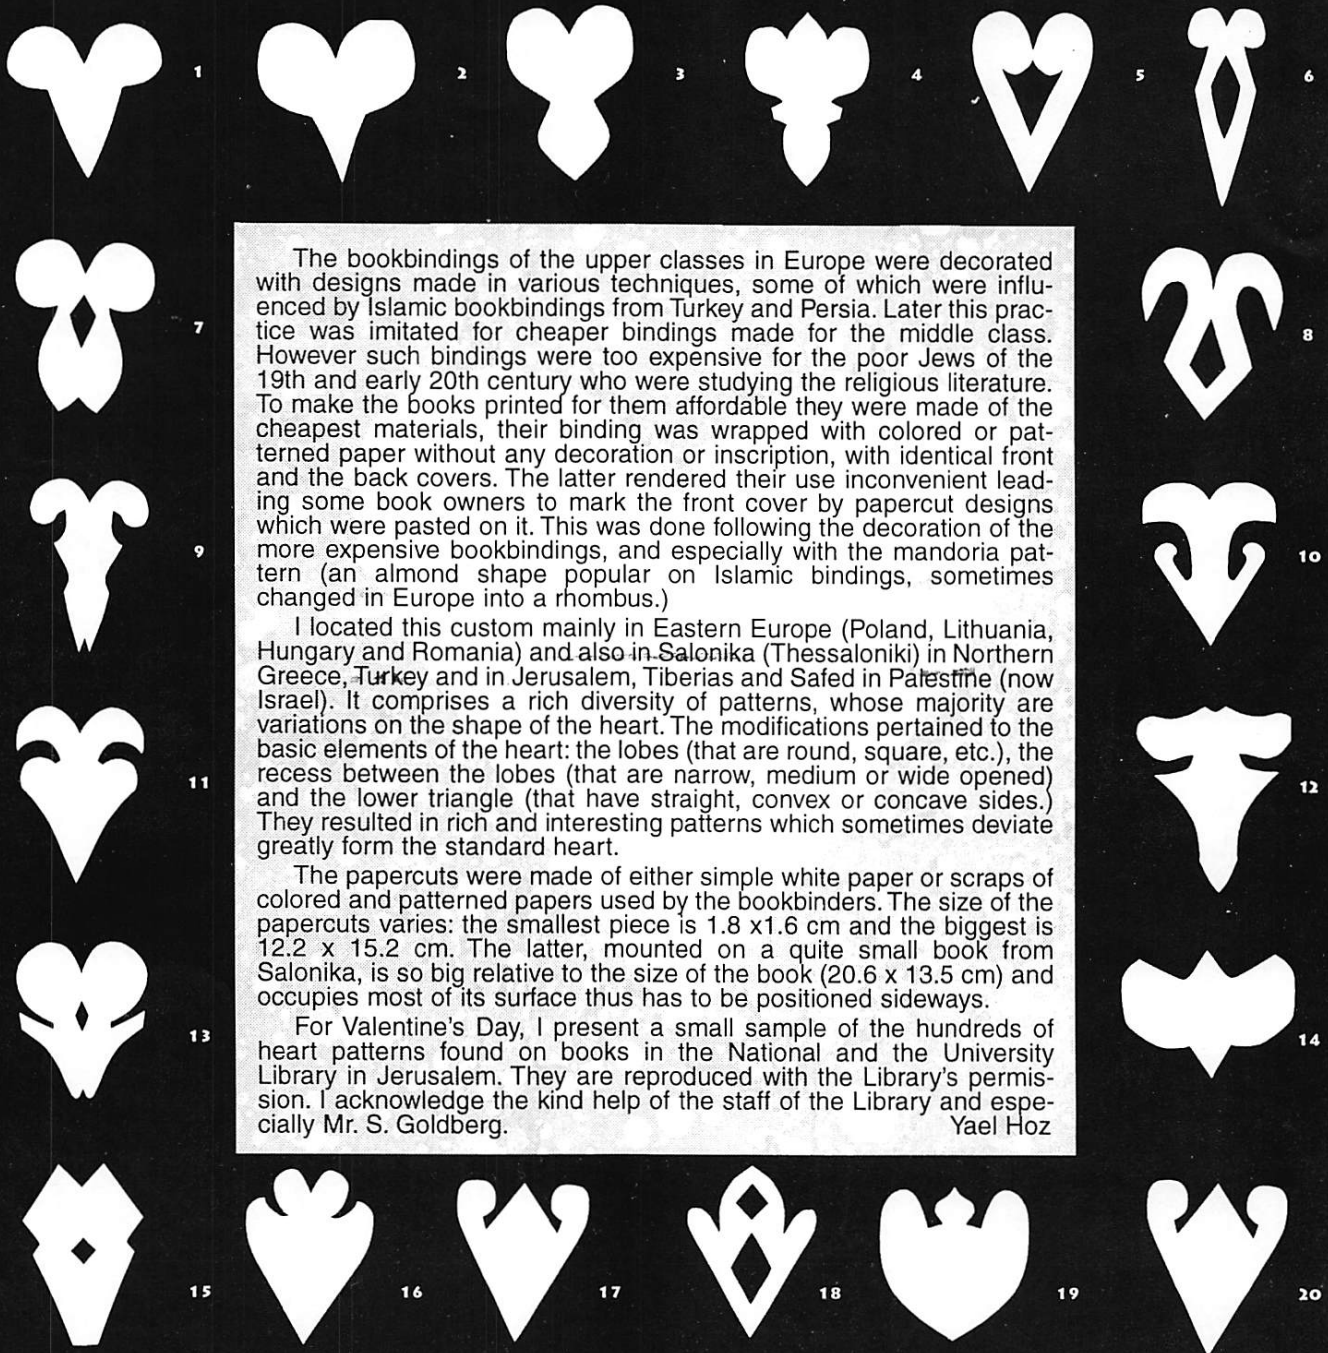 1
2
3
4
5
6
The bookbindings of the upper classes in Europe were decorated
with designs made in various techniques, some of which were influ-
enced by Islamic bookbindings from Turkey and Persia. Later this prac-
tice was imitated for cheaper bindings made for the middle class.
However such bindings were too expensive for the poor Jews of the
19th and early 20th century who were studying the religious literature.
To make the books printed for them affordable they were made of the
cheapest materials, their binding was wrapped with colored or pat-
terned paper without any decoration or inscription, with identical front
and the back covers. The latter rendered their use inconvenient lead-
ing some book owners to mark the front cover by papercut designs
which were pasted on it. This was done following the decoration of the
more expensive bookbindings, and especially with the mandoria pat-
tern (an almond shape popular on Islamic bindings, sometimes
changed in Europe into a rhombus.)
I located this custom mainly in Eastern Europe (Poland, Lithuania,
Hungary and Romania) and also in Salonika (Thessaloniki) in Northern
Greece, Turkey and in Jerusalem, Tiberias and Safed in Palestine (now
Israel). It comprises a rich diversity of patterns, whose majority are
variations on the shape of the heart. The modifications pertained to the
basic elements of the heart: the lobes (that are round, square, etc.), the
recess between the lobes (that are narrow, medium or wide opened)
and the lower triangle (that have straight, convex or concave sides.)
They resulted in rich and interesting patterns which sometimes deviate
greatly form the standard heart.
The papercuts were made of either simple white paper or scraps of
colored and patterned papers used by the bookbinders. The size of the
papercuts varies: the smallest piece is 1.8 x1.6 cm and the biggest is
12.2 x 15.2 cm. The latter, mounted on a quite small book from
Salonika, is so big relative to the size of the book (20.6 x 13.5 cm) and
occupies most of its surface thus has to be positioned sideways.
For Valentine's Day, I present a small sample of the hundreds of
heart patterns found on books in the National and the University
Library in Jerusalem. They are reproduced with the Library's permis-
sion. I acknowledge the kind help of the staff of the Library and espe-
cially Mr. S. Goldberg. Yael Hoz
7
8
9
10
11
12
13
14
15
16
17
18
19
20